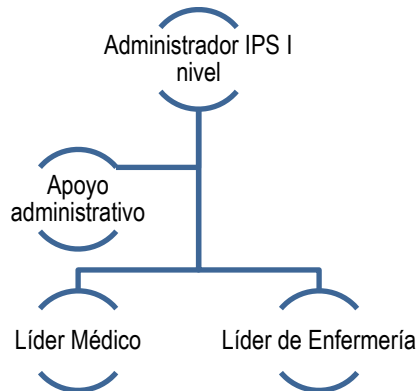 Administrador IPS I
nivel
Apoyo
administrativo
Líder Médico
Líder de Enfermería